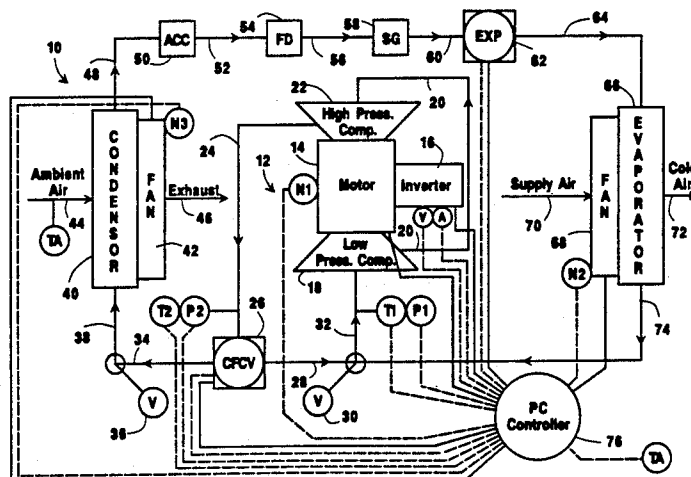 54
58
64
10
ACC
FD
SG
EXP
50
52
56
60
62
48
22
20
66
High Press.
Comp.
N3
24
14
16
12
CONDENSOR
FAN
N1
Motor
Inverter
EVAPORATOR
FAN
Ambient
Air
Exhaust
Supply Air
Cold
Air
44
46
V
A
70
72
TA
42
20
68
Low
Press. Comp.
40
18
N2
26
38
T2
P2
32
T1
P1
74
34
CFCV
28
V
V
PC
Controller
36
30
76
TA